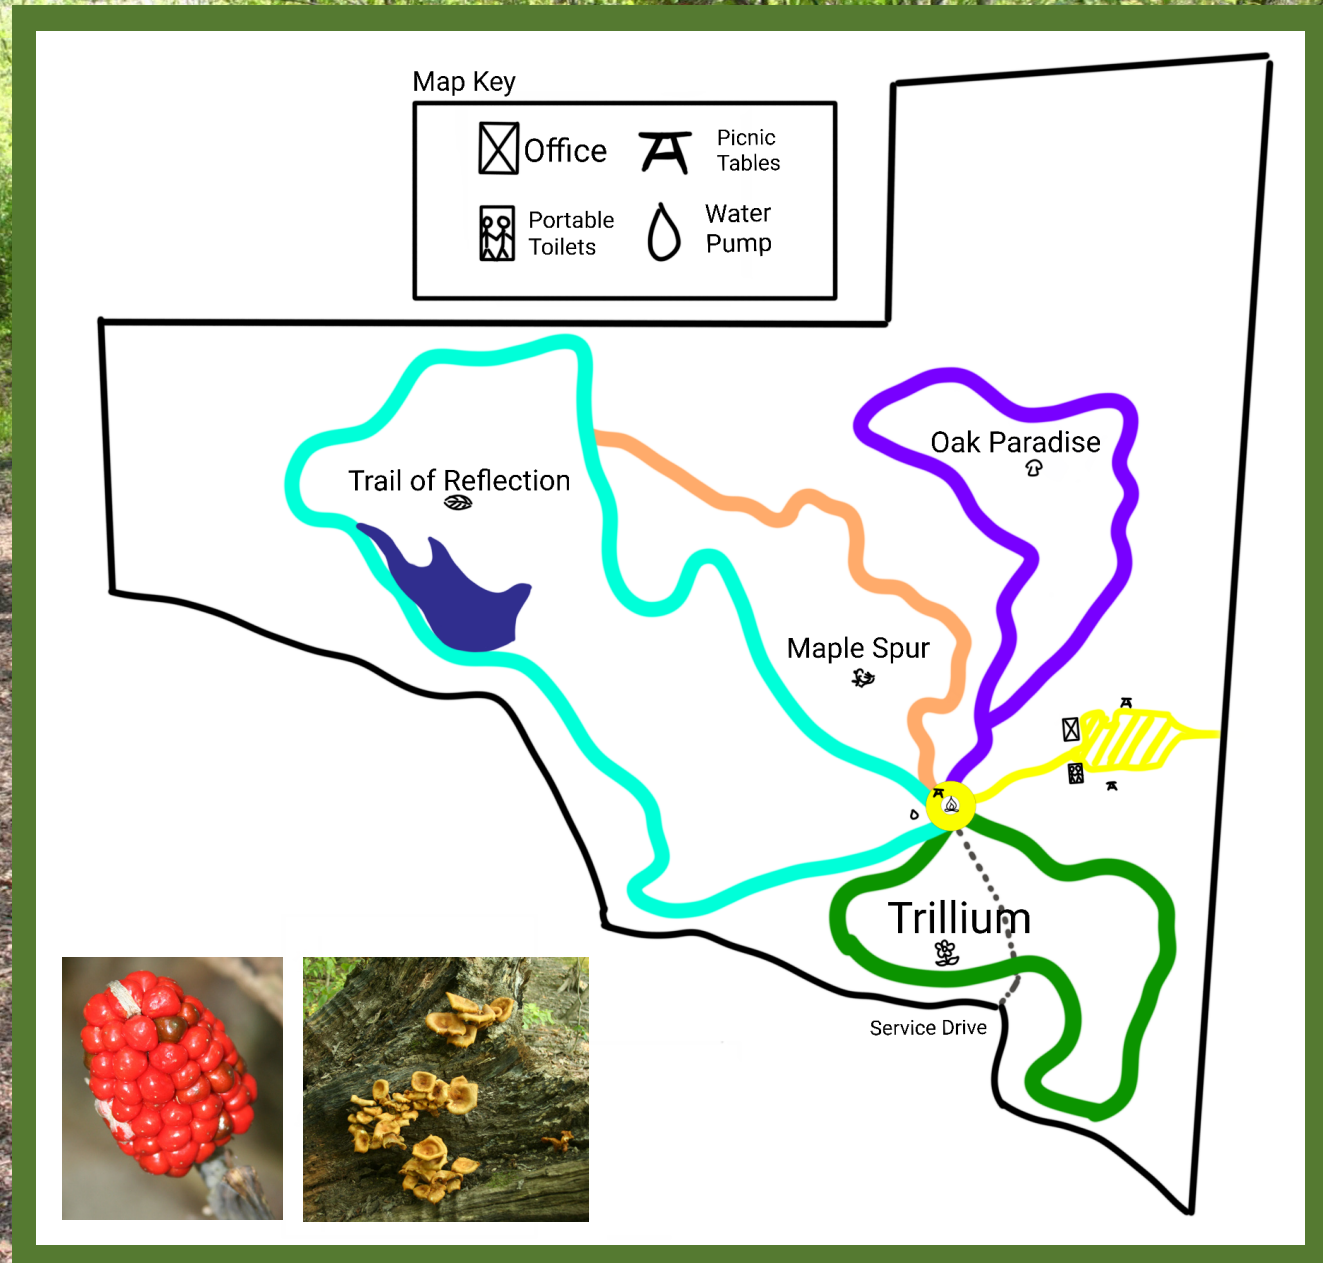 Map Key
Office
Picnic
Tables
Portable
Toilets
Water
Pump
Oak Paradise
Trail of Reflection
Maple Spur
Trillium
Service Drive